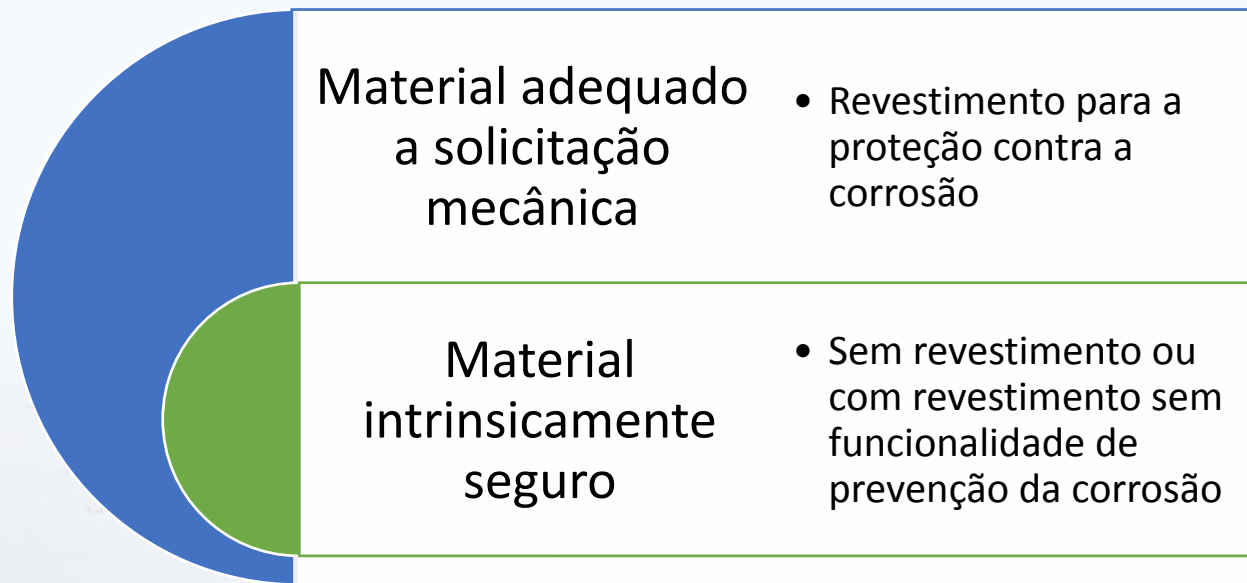 Material adequado
a solicitação
mecânica
• Revestimento para a
proteção contra a
corrosão
Material
intrinsicamente
seguro
• Sem revestimento ou
com revestimento sem
funcionalidade de
prevenção da corrosão